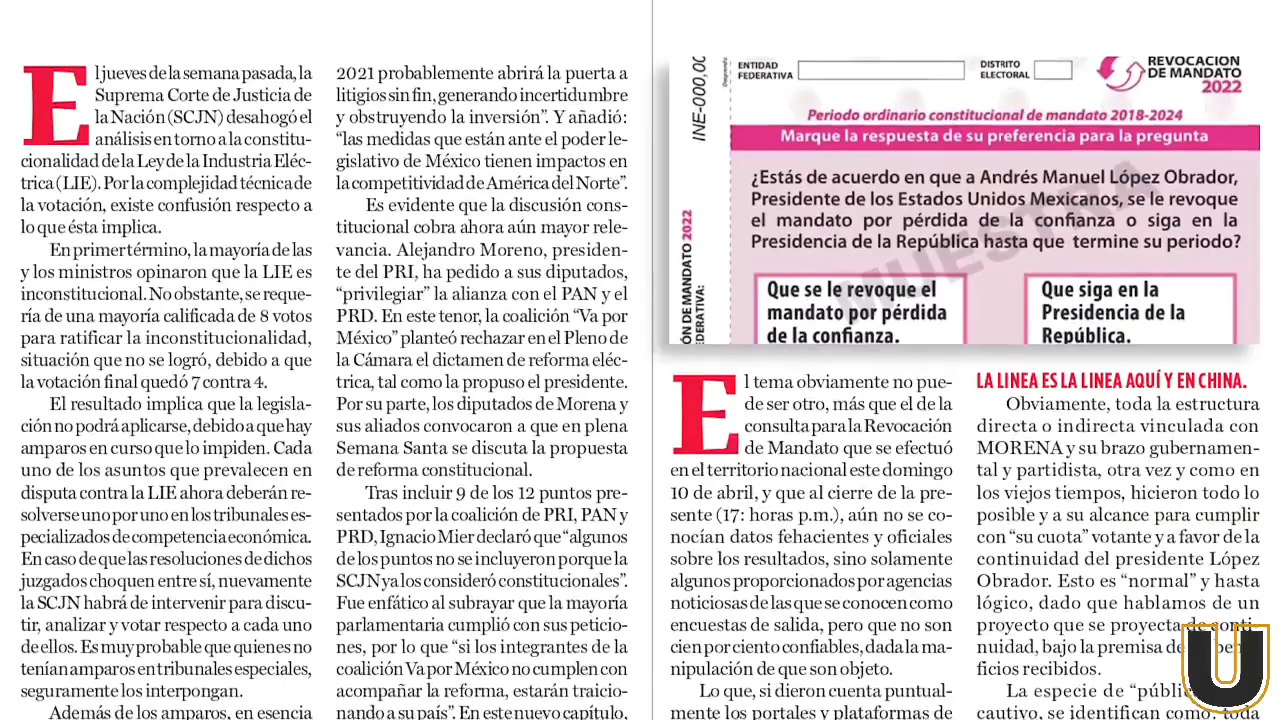 El jueves de la semana pasada, la
Suprema Corte de Justicia de
la Nación (SCJN) desahogó el
análisis en torno a la constitu-
cionalidad de la Ley de la Industria Eléc-
trica (LIE). Por la complejidad técnica de
la votación, existe confusión respecto a
lo que ésta implica.
En primer término, la mayoría de las
y los ministros opinaron que la LIE es
inconstitucional. No obstante, se reque-
ría de una mayoría calificada de 8 votos
para ratificar la inconstitucionalidad,
situación que no se logró, debido a que
la votación final quedó 7 contra 4.
El resultado implica que la legisla-
ción no podrá aplicarse, debido a que hay
amparos en curso que lo impiden. Cada
uno de los asuntos que prevalecen en
disputa contra la LIE ahora deberán re-
solverse uno por uno en los tribunales es-
pecializados de competencia económica.
En caso de que las resoluciones de dichos
juzgados choquen entre sí, nuevamente
la SCJN habrá de intervenir para discu-
tir, analizar y votar respecto a cada uno
de ellos. Es muy probable que quienes no
tenían amparos en tribunales especiales,
seguramente los interpongan.
Además de los amparos, en esencia
2021 probablemente abrirá la puerta a
litigios sin fin, generando incertidumbre
y obstruyendo la inversión”. Y añadió:
“las medidas que están ante el poder le-
gislativo de México tienen impactos en
la competitividad de América del Norte”.
Es evidente que la discusión cons-
titucional cobra ahora aún mayor rele-
vancia. Alejandro Moreno, presiden-
te del PRI, ha pedido a sus diputados,
“privilegiar” la alianza con el PAN y el
PRD. En este tenor, la coalición “Va por
México” planteó rechazar en el Pleno de
la Cámara el dictamen de reforma eléc-
trica, tal como la propuso el presidente.
Por su parte, los diputados de Morena y
sus aliados convocaron a que en plena
Semana Santa se discuta la propuesta
de reforma constitucional.
Tras incluir 9 de los 12 puntos pre-
sentados por la coalición de PRI, PAN y
PRD, Ignacio Mier declaró que “algunos
de los puntos no se incluyeron porque la
SCJN ya los consideró constitucionales”.
Fue enfático al subrayar que la mayoría
parlamentaria cumplió con sus peticio-
nes, por lo que “si los integrantes de la
coalición Va por México no cumplen con
acompañar la reforma, estarán traicio-
nando a su país”. En este nuevo capítulo,
INE-000,00
ENTIDAD
FEDERATIVA
DISTRITO
ELECTORAL
REVOCACIÓN
DE MANDATO
2022
Periodo ordinario constitucional de mandato 2018-2024
Marque la respuesta de su preferencia para la pregunta
¿Estás de acuerdo en que a Andrés Manuel López Obrador,
Presidente de los Estados Unidos Mexicanos, se le revoque
el mandato por pérdida de la confianza o siga en la
Presidencia de la República hasta que termine su periodo?
MUESTRA
ÓN DE MANDATO 2022
EDERATIVA:
Que se le revoque el
mandato por pérdida
de la confianza.
Que siga en la
Presidencia de la
República.
El tema obviamente no pue-
de ser otro, más que el de la
consulta para la Revocación
de Mandato que se efectuó
en el territorio nacional este domingo
10 de abril, y que al cierre de la pre-
sente (17: horas p.m.), aún no se co-
nocían datos fehacientes y oficiales
sobre los resultados, sino solamente
algunos proporcionados por agencias
noticiosas de las que se conocen como
encuestas de salida, pero que no son
cien por ciento confiables, dada la ma-
nipulación de que son objeto.
Lo que, si dieron cuenta puntual-
mente los portales y plataformas de
LA LINEA ES LA LINEA AQUÍ Y EN CHINA.
Obviamente, toda la estructura
directa o indirecta vinculada con
MORENA y su brazo gubernamen-
tal y partidista, otra vez y como en
los viejos tiempos, hicieron todo lo
posible y a su alcance para cumplir
con “su cuota” votante y a favor de la
continuidad del presidente López
Obrador. Esto es “normal” y hasta
lógico, dado que hablamos de un
proyecto que se proyecta de conti-
nuidad, bajo la premisa de
ficios recibidos.
La especie de
cautivo, se identifican como toda
U